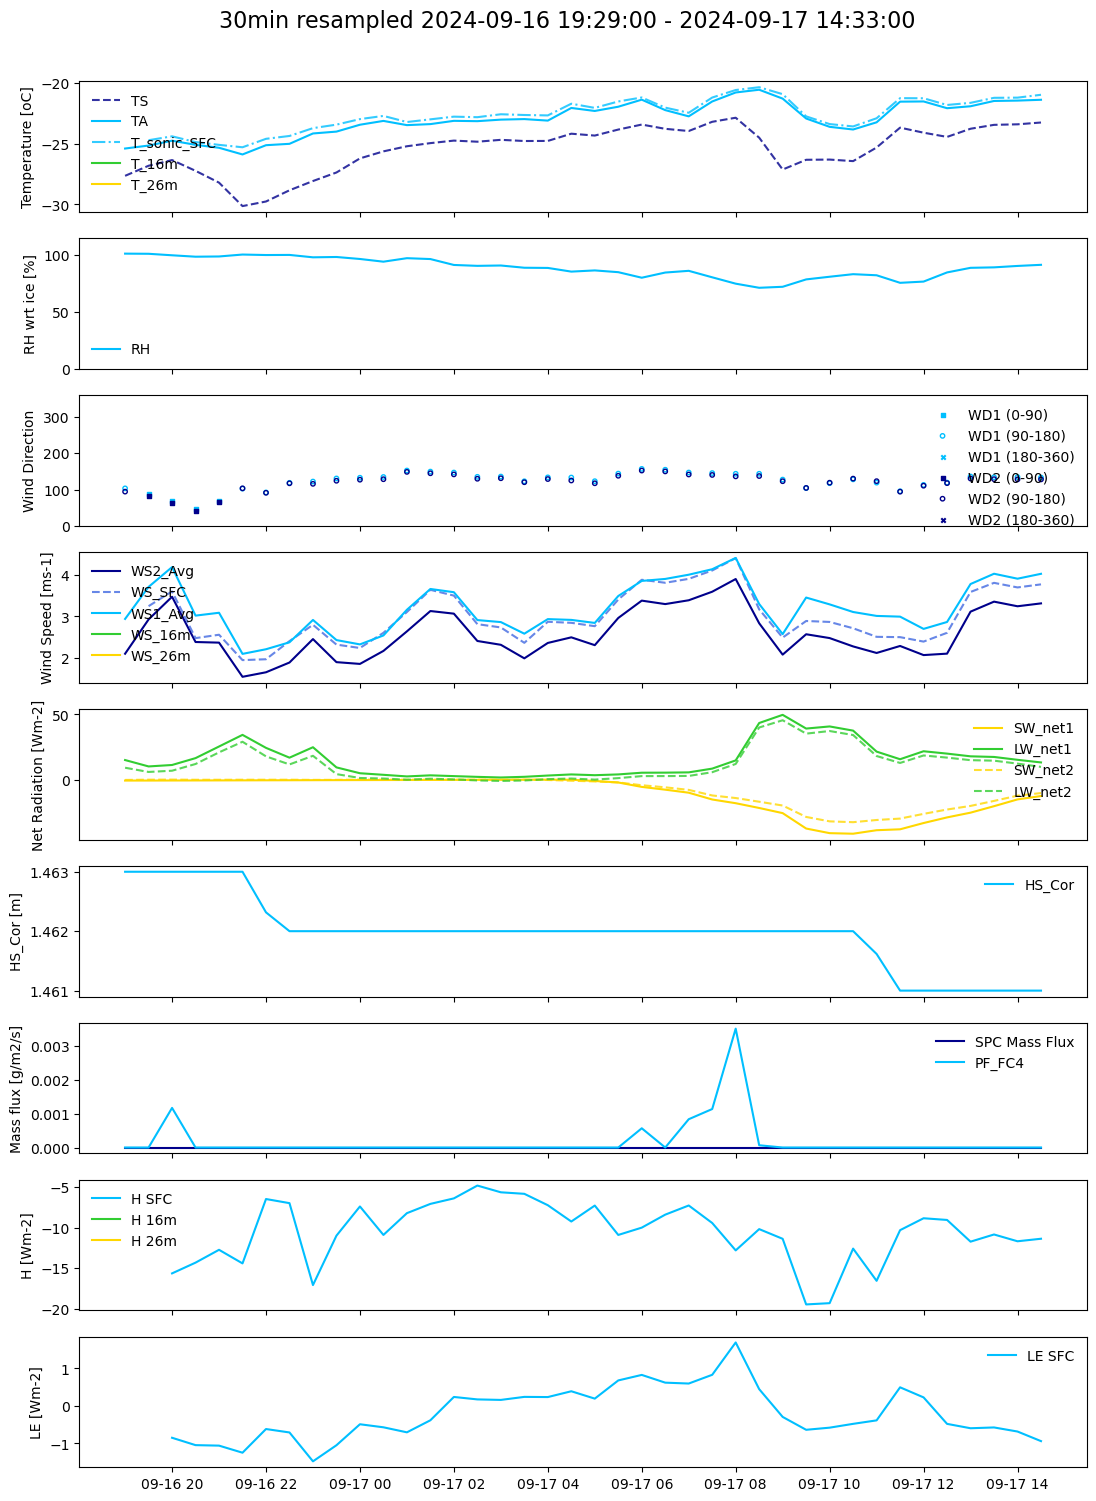 30min resampled 2024-09-16 19:29:00 - 2024-09-17 14:33:00
Temperature [oC]
−20
−25
−30
TS
TA
T_sonic_SFC
T_16m
T_26m
RH wrt ice [%]
100
50
0
RH
Wind Direction
300
200
100
0
WD1 (0-90)
WD1 (90-180)
WD1 (180-360)
WD2 (0-90)
WD2 (90-180)
WD2 (180-360)
Wind Speed [ms-1]
4
3
2
WS2_Avg
WS_SFC
WS1_Avg
WS_16m
WS_26m
Net Radiation [Wm-2]
50
0
SW_net1
LW_net1
SW_net2
LW_net2
HS_Cor [m]
1.463
1.462
1.461
HS_Cor
Mass flux [g/m2/s]
0.003
0.002
0.001
0.000
SPC Mass Flux
PF_FC4
H [Wm-2]
−5
−10
−15
−20
H SFC
H 16m
H 26m
LE [Wm-2]
1
0
−1
LE SFC
09-16 20 09-16 22 09-17 00 09-17 02 09-17 04 09-17 06 09-17 08 09-17 10 09-17 12 09-17 14